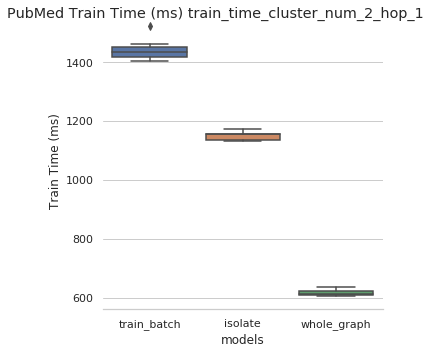 PubMed Train Time (ms) train_time_cluster_num_2_hop_1
1400
1200
1000
800
600
Train Time (ms)
train_batch
isolate
whole_graph
models